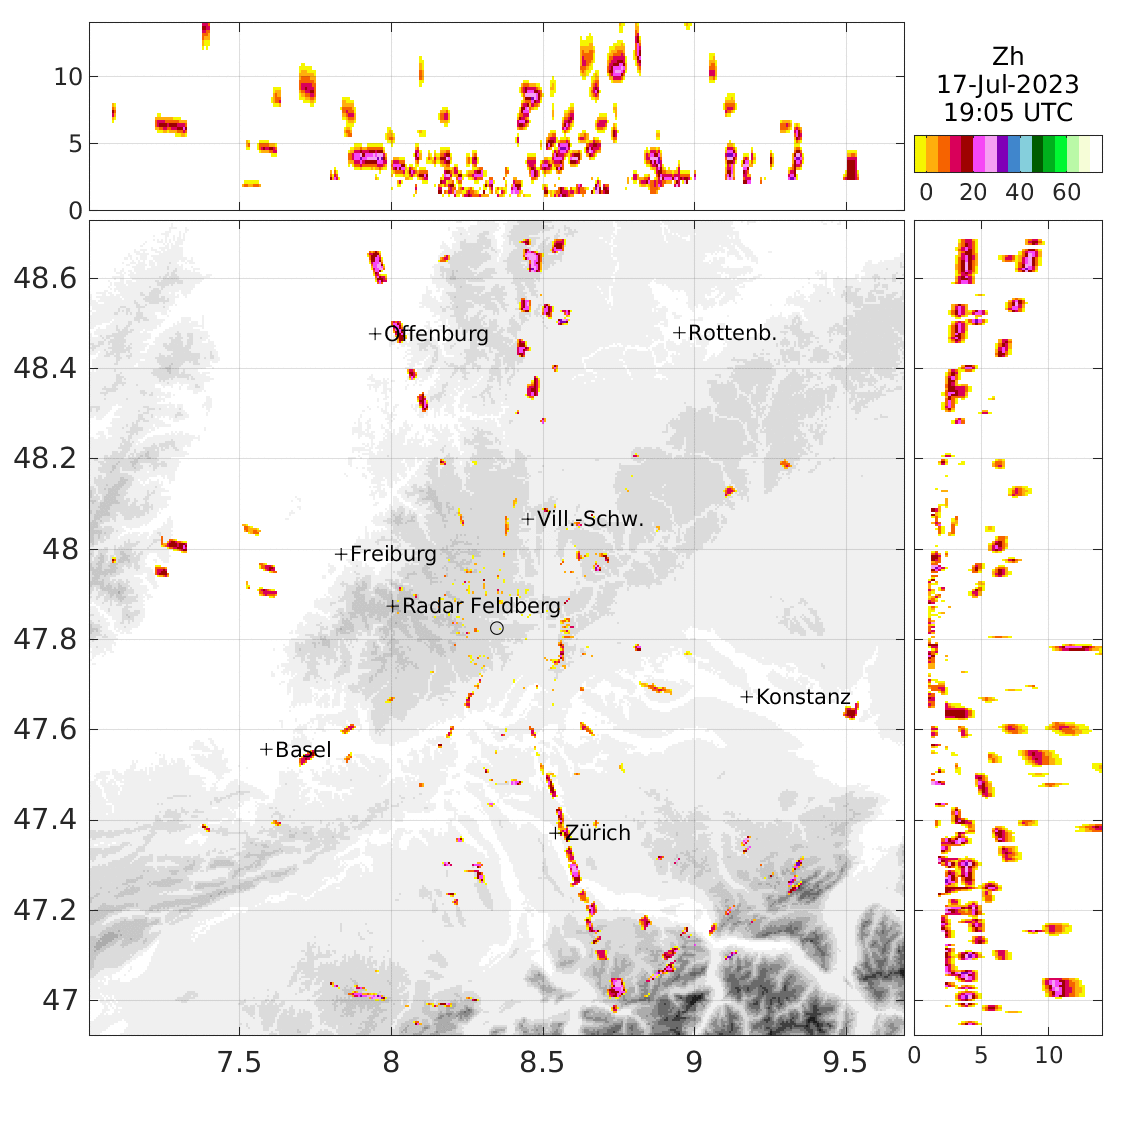 Zh
17-Jul-2023
19:05 UTC
0 20 40 60
10
5
0
48.6
48.4
48.2
48
47.8
47.6
47.4
47.2
47
+Offenburg
+Rottenb.
+Vill.-Schw.
+Freiburg
+Radar Feldberg
+Konstanz
+Basel
+Zürich
7.5 8 8.5 9 9.5
0 5 10